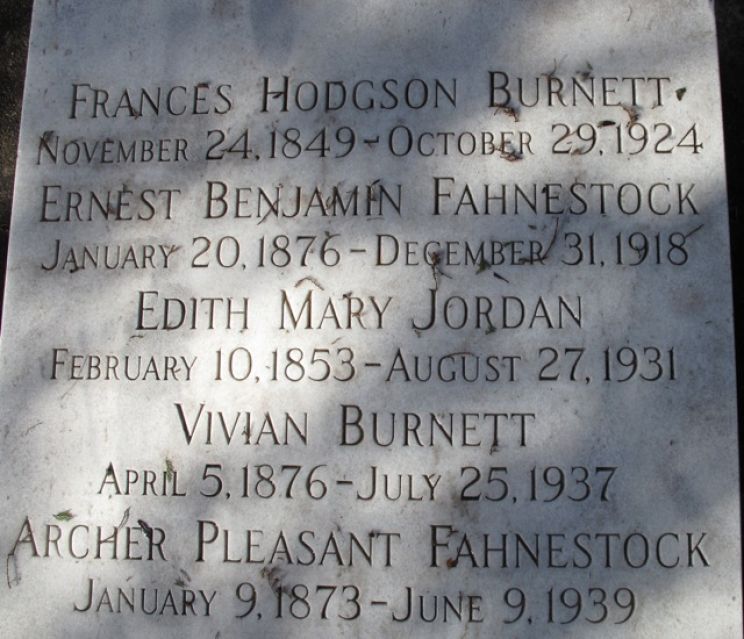 Frances Hodgson Burnett
November 24, 1849 - October 29, 1924
Ernest Benjamin Fahnestock
January 20, 1876 - December 31, 1918
Edith Mary Jordan
February 10, 1853 - August 27, 1931
Vivian Burnett
April 5, 1876 - July 25, 1937
Archer Pleasant Fahnestock
January 9, 1873 - June 9, 1939